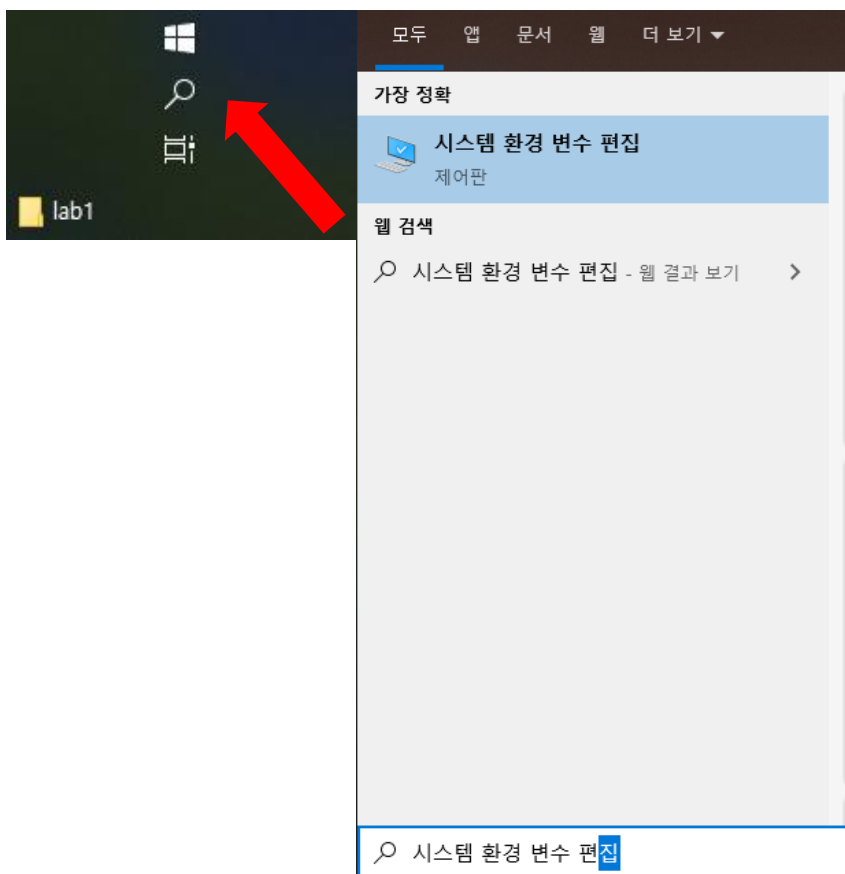 lab1
모두 앱 문서 웹 더 보기
가장 정확
시스템 환경 변수 편집
제어판
웹 검색
시스템 환경 변수 편집 - 웹 결과 보기
시스템 환경 변수 편집